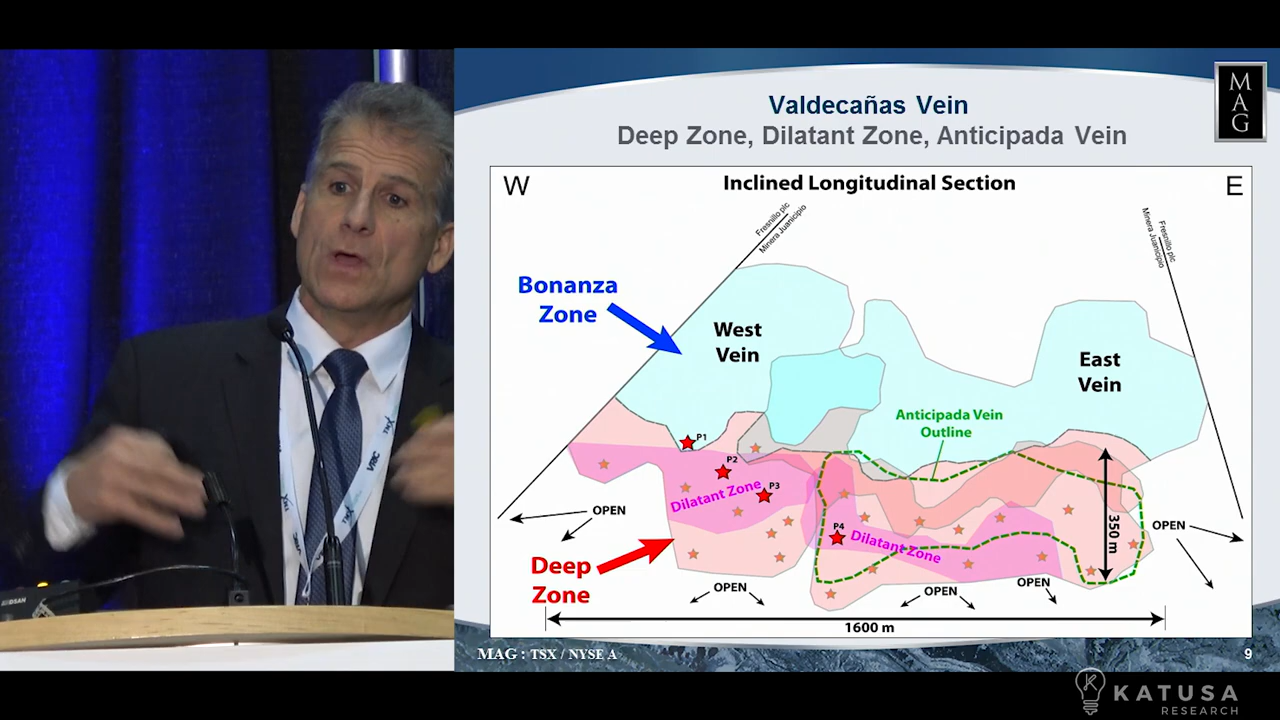 M
A
G
Valdecañas Vein
Deep Zone, Dilatant Zone, Anticipada Vein
W
Inclined Longitudinal Section
E
Fresnillo plc
Minera Juanicipio
Fresnillo plc
Minera Juanicipio
Bonanza
Zone
West
Vein
East
Vein
Anticipada Vein
Outline
P1
P2
P3
P4
Dilatant Zone
Dilatant Zone
350 m
OPEN
OPEN
Deep
Zone
OPEN
OPEN
OPEN
1600 m
MAG : TSX / NYSE A
9
VRIC
K
KATUSA
RESEARCH